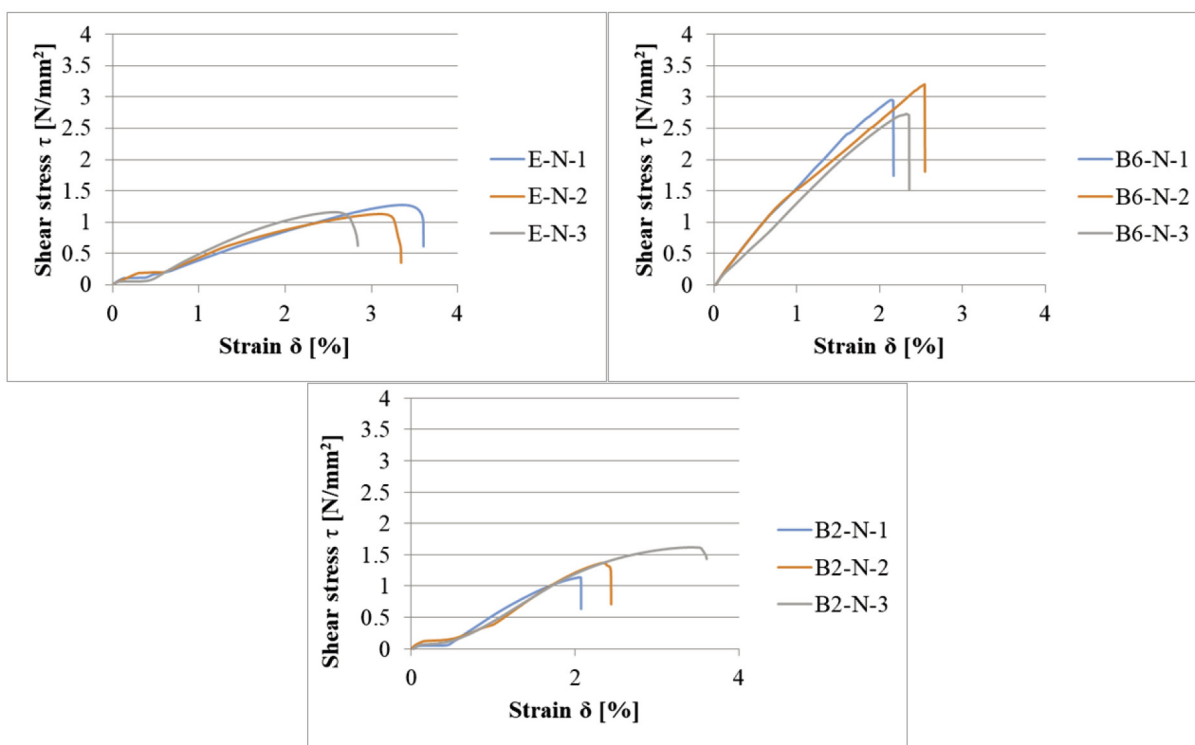 Shear stress τ [N/mm²]
4
3.5
3
2.5
2
1.5
1
0.5
0
0 1 2 3 4
Strain δ [%]
E-N-1
E-N-2
E-N-3
Shear stress τ [N/mm²]
4
3.5
3
2.5
2
1.5
1
0.5
0
0 1 2 3 4
Strain δ [%]
B6-N-1
B6-N-2
B6-N-3
Shear stress τ [N/mm²]
4
3.5
3
2.5
2
1.5
1
0.5
0
0 2 4
Strain δ [%]
B2-N-1
B2-N-2
B2-N-3